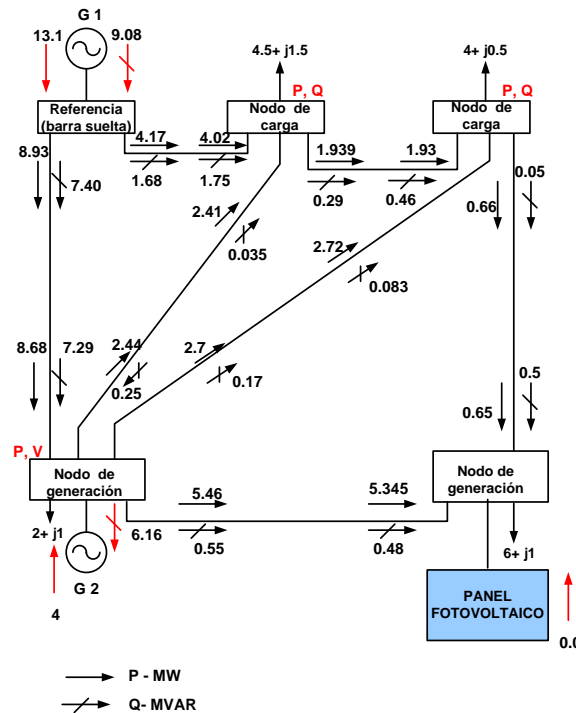 G 1
13.1
9.08
4.5+ j1.5
4+ j0.5
P, Q
P, Q
Referencia
(barra suelta)
Nodo de
carga
Nodo de
carga
4.17
4.02
1.68
1.75
1.939
1.93
0.29
0.46
8.93
7.40
0.05
0.66
2.41
0.035
2.72
0.083
8.68
7.29
2.44
0.25
2.7
0.17
0.5
0.65
P, V
Nodo de
generación
Nodo de
generación
5.46
5.345
0.55
0.48
2+ j1
6.16
6+ j1
G 2
4
PANEL
FOTOVOLTAICO
P - MW
Q- MVAR